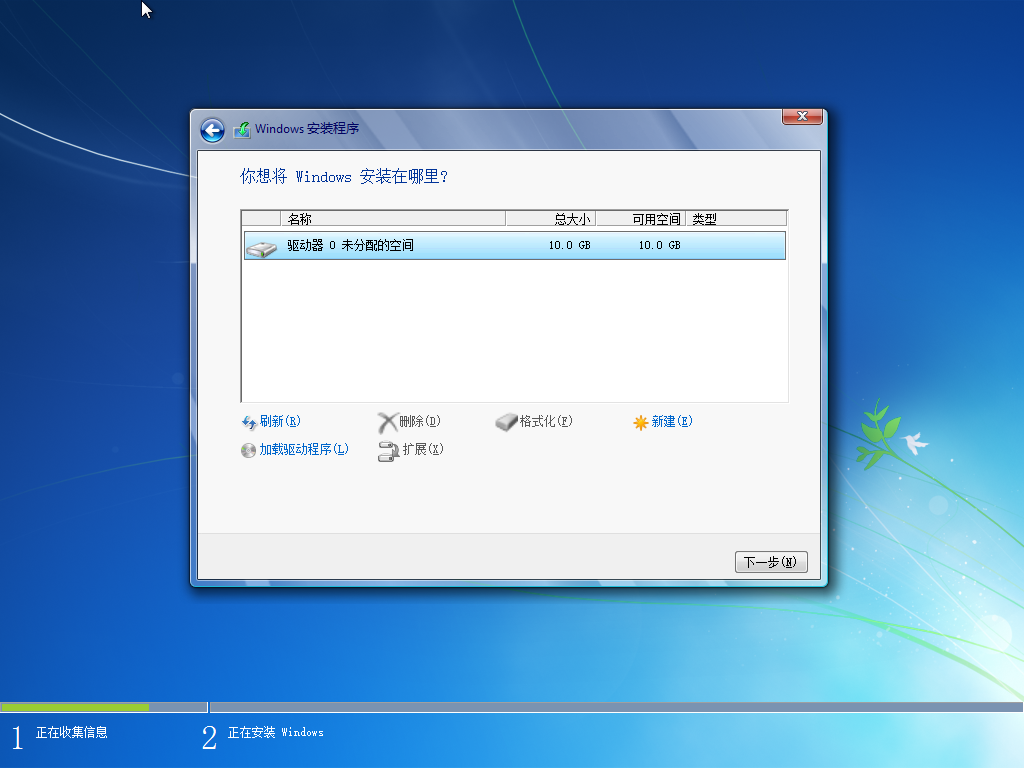 Windows 安装程序
你想将 Windows 安装在哪里?
名称 总大小 可用空间 类型
驱动器 0 未分配的空间 10.0 GB 10.0 GB
刷新(R) 删除(D) 格式化(F) 新建(E)
加载驱动程序(L) 扩展(X)
下一步(N)
1 正在收集信息 2 正在安装 Windows